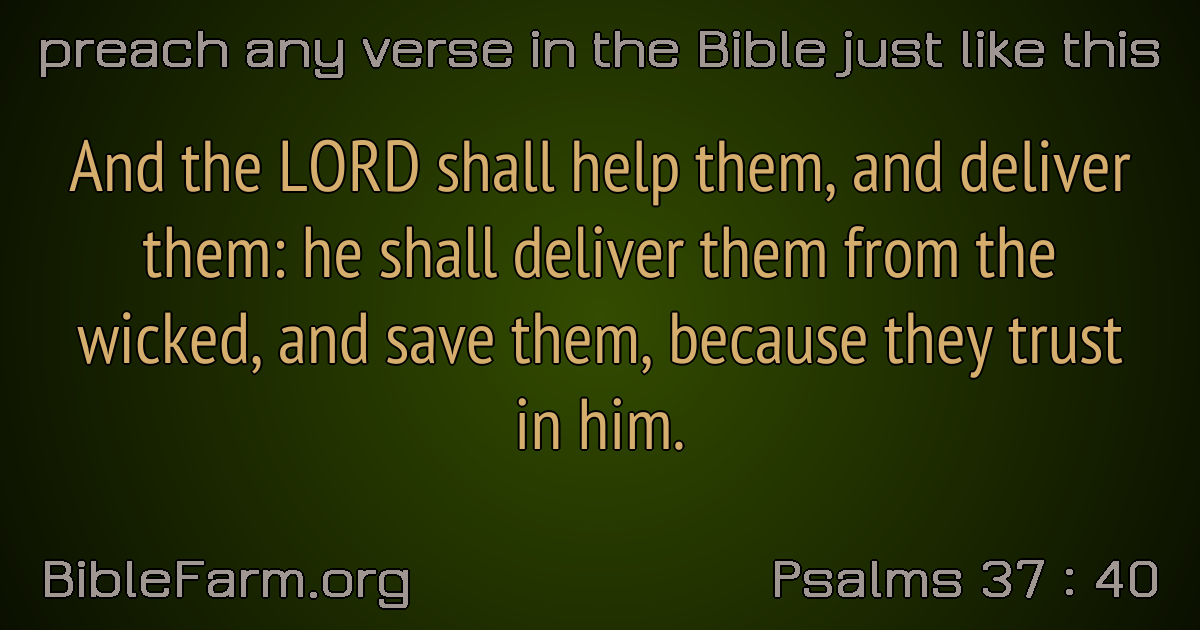 preach any verse in the Bible just like this
And the LORD shall help them, and deliver
them: he shall deliver them from the
wicked, and save them, because they trust
in him.
BibleFarm.org
Psalms 37 : 40